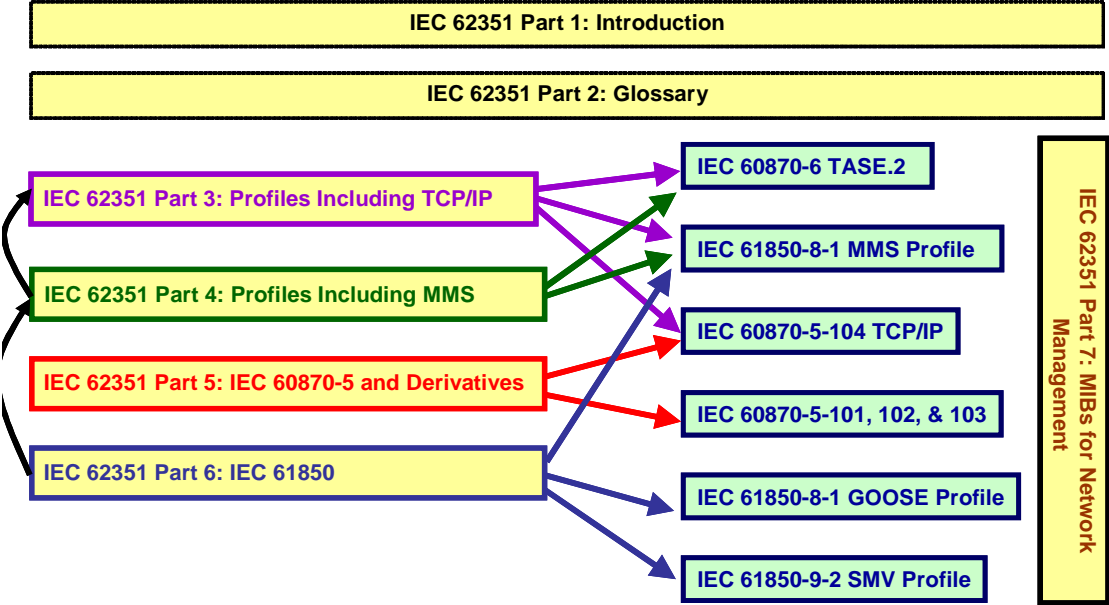 IEC 62351 Part 1: Introduction
IEC 62351 Part 2: Glossary
IEC 62351 Part 3: Profiles Including TCP/IP
IEC 62351 Part 4: Profiles Including MMS
IEC 62351 Part 5: IEC 60870-5 and Derivatives
IEC 62351 Part 6: IEC 61850
IEC 60870-6 TASE.2
IEC 61850-8-1 MMS Profile
IEC 60870-5-104 TCP/IP
IEC 60870-5-101, 102, & 103
IEC 61850-8-1 GOOSE Profile
IEC 61850-9-2 SMV Profile
IEC 62351 Part 7: MIBs for Network
Management